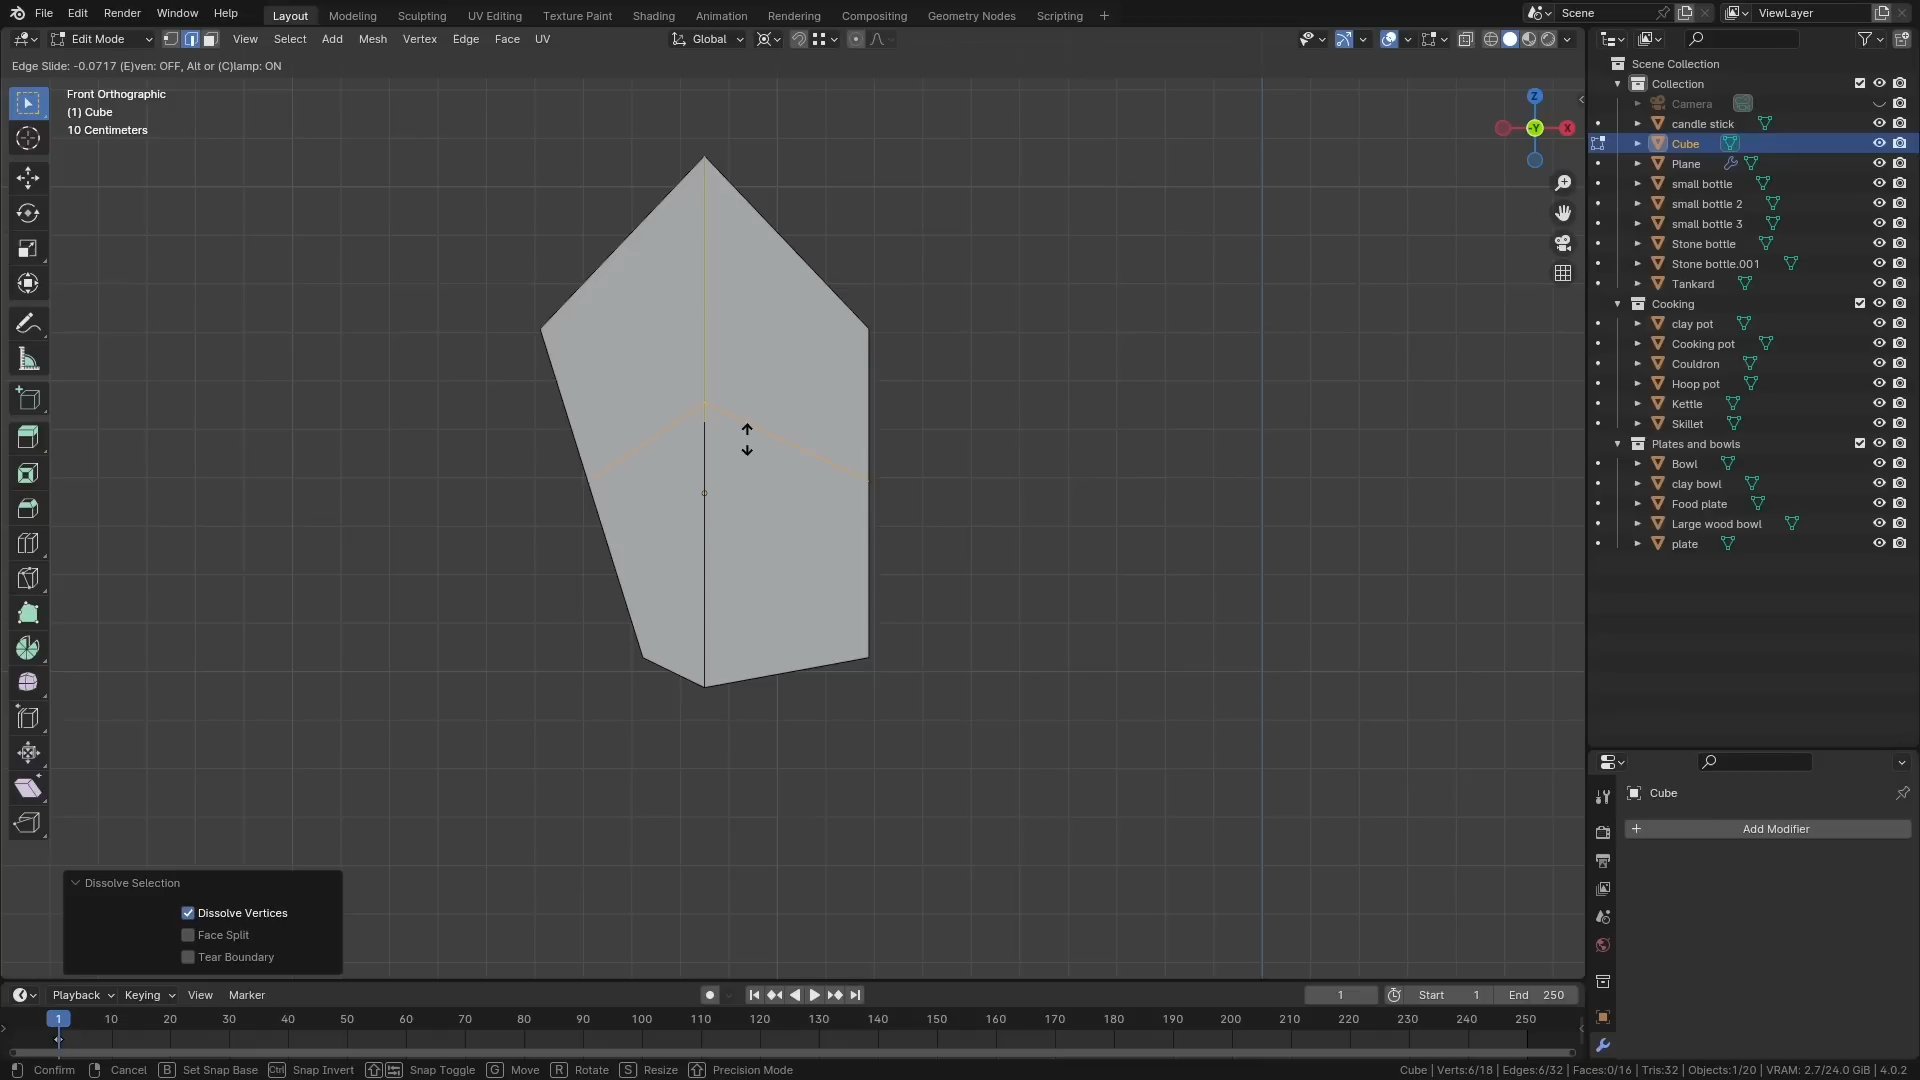 File Edit Render Window Help Layout Modeling Sculpting UV Editing Texture Paint Shading Animation Rendering Compositing Geometry Nodes Scripting + Scene ViewLayer
Edit Mode View Select Add Mesh Vertex Edge Face UV Global
Edge Slide: -0.0717 (E)ven: OFF, Alt or (C)lamp: ON
Front Orthographic
(1) Cube
10 Centimeters
Z
-Y
X
Scene Collection
Collection
Camera
candle stick
Cube
Plane
small bottle
small bottle 2
small bottle 3
Stone bottle
Stone bottle.001
Tankard
Cooking
clay pot
Cooking pot
Couldron
Hoop pot
Kettle
Skillet
Plates and bowls
Bowl
clay bowl
Food plate
Large wood bowl
plate
Cube
+ Add Modifier
Dissolve Selection
Dissolve Vertices
Face Split
Tear Boundary
Playback Keying View Marker 1 Start 1 End 250
1 10 20 30 40 50 60 70 80 90 100 110 120 130 140 150 160 170 180 190 200 210 220 230 240 250
Confirm Cancel B Set Snap Base Ctrl Snap Invert Snap Toggle G Move R Rotate S Resize Precision Mode Cube | Verts:6/18 | Edges:6/32 | Faces:0/16 | Tris:32 | Objects:1/20 | VRAM: 2.7/24.0 GiB | 4.0.2